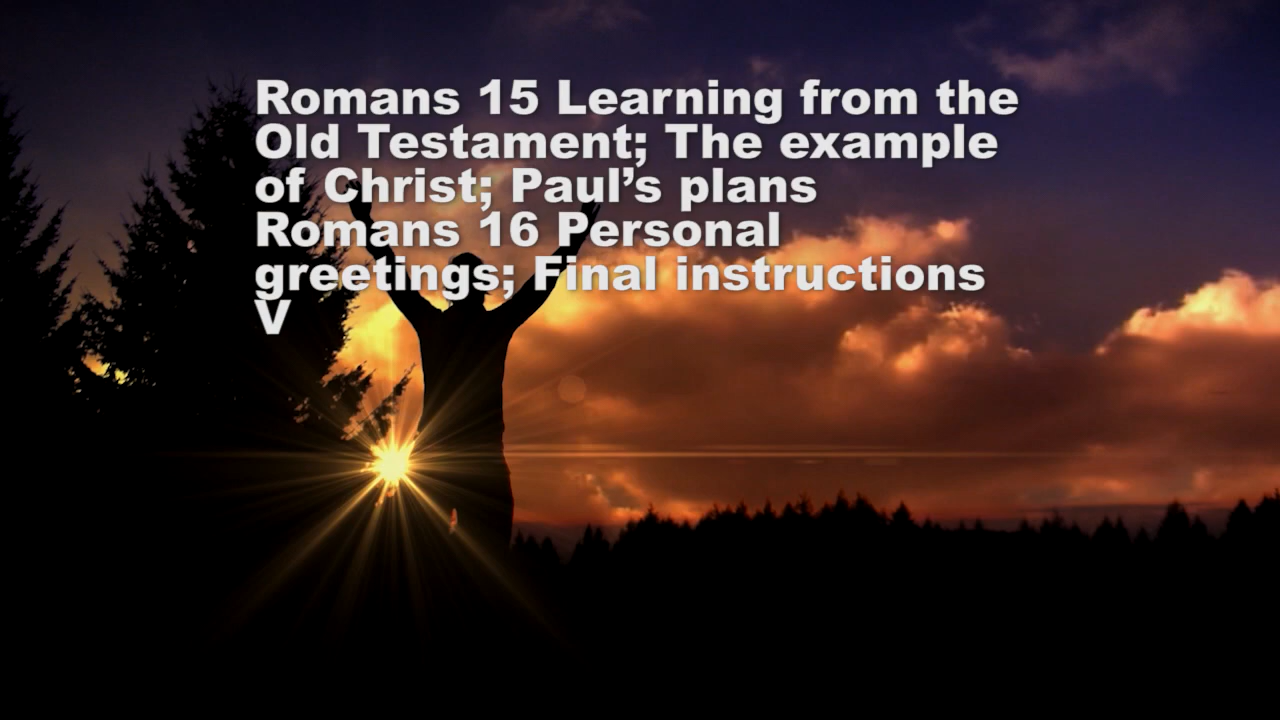 Romans 15 Learning from the
Old Testament; The example
of Christ; Paul’s plans
Romans 16 Personal
greetings; Final instructions
V